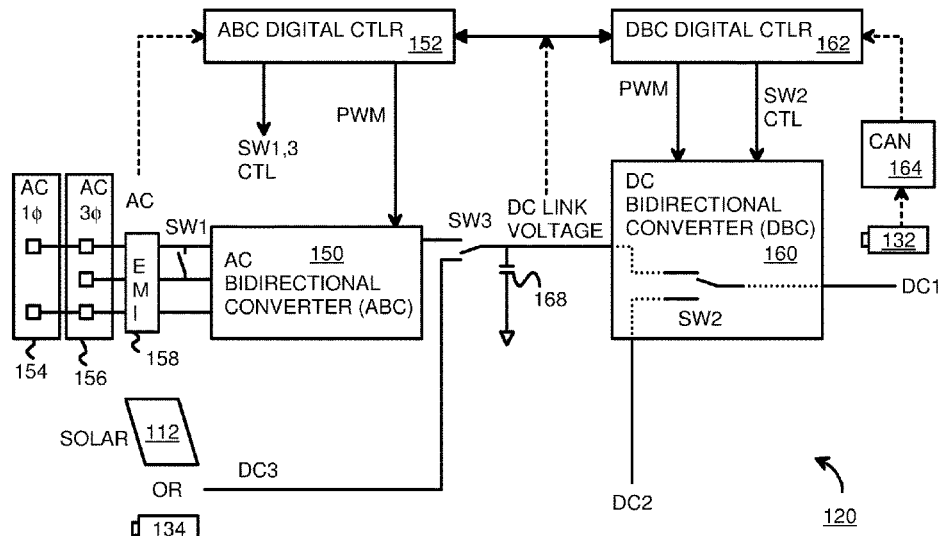 ABC DIGITAL CTLR 152
DBC DIGITAL CTLR 162
PWM
SW1,3
CTL
PWM
SW2
CTL
CAN
164
132
AC
1ϕ
AC
3ϕ
AC
EMI
SW1
150
AC
BIDIRECTIONAL
CONVERTER (ABC)
SW3
DC LINK
VOLTAGE
168
DC
BIDIRECTIONAL
CONVERTER (DBC)
160
SW2
DC1
154
156
158
SOLAR
112
OR
134
DC3
DC2
120